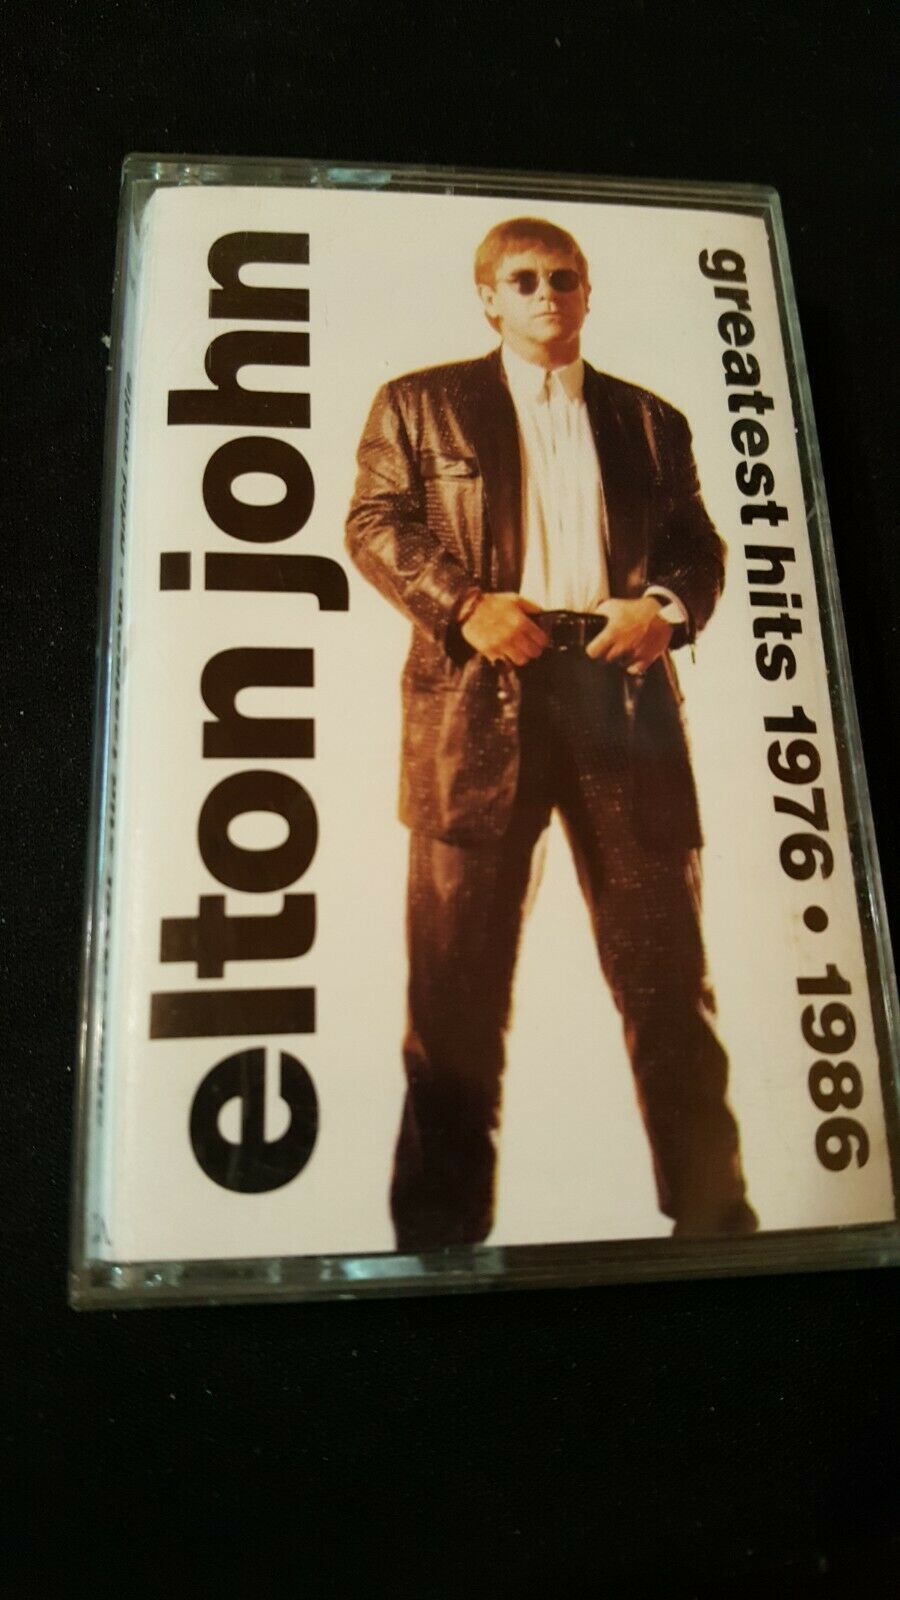 elton john
greatest hits 1976 • 1986